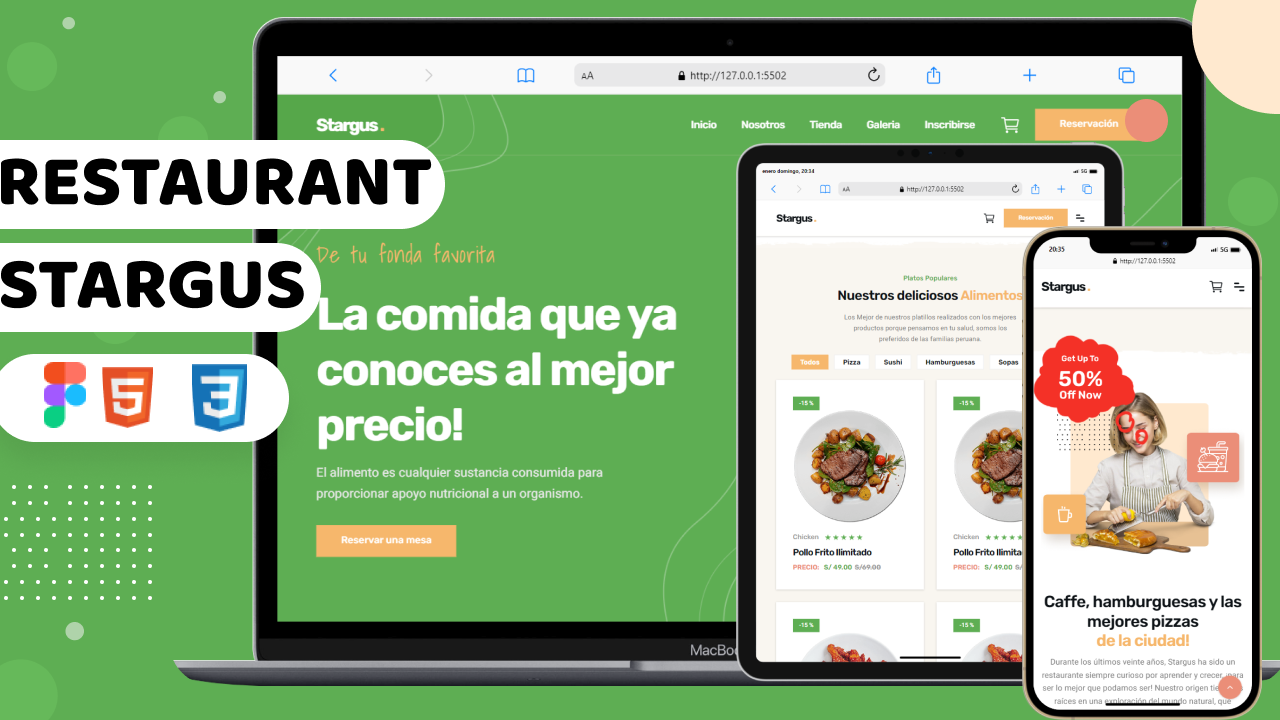 RESTAURANT
STARGUS
http://127.0.0.1:5502
AA
Stargus.
Inicio
Nosotros
Tienda
Galeria
Inscribirse
Reservación
De tu fonda favorita
La comida que ya
conoces al mejor
precio!
El alimento es cualquier sustancia consumida para
proporcionar apoyo nutricional a un organismo.
Reservar una mesa
enero domingo, 20:34
5G
AA
http://127.0.0.1:5502
Stargus.
Reservación
Platos Populares
Nuestros deliciosos Alimentos
Los Mejor de nuestros platillos realizados con los mejores
productos porque pensamos en tu salud, somos los
preferidos de las familias peruana.
Todos
Pizza
Sushi
Hamburguesas
Sopas
-15 %
Chicken
Pollo Frito Ilimitado
PRECIO: S/ 49.00 S/69.00
-15 %
Chicken
Pollo Frito Ilimita
PRECIO: S/ 49.00 S/
-15 %
-15 %
20:35
5G
http://127.0.0.1:5502
Stargus.
Get Up To
50%
Off Now
Caffe, hamburguesas y las
mejores pizzas
de la ciudad!
Durante los últimos veinte años, Stargus ha sido un
restaurante siempre curioso por aprender y crecer, para
ser lo mejor que podamos ser! Nuestro origen
raíces en una exploración del mundo natural, que